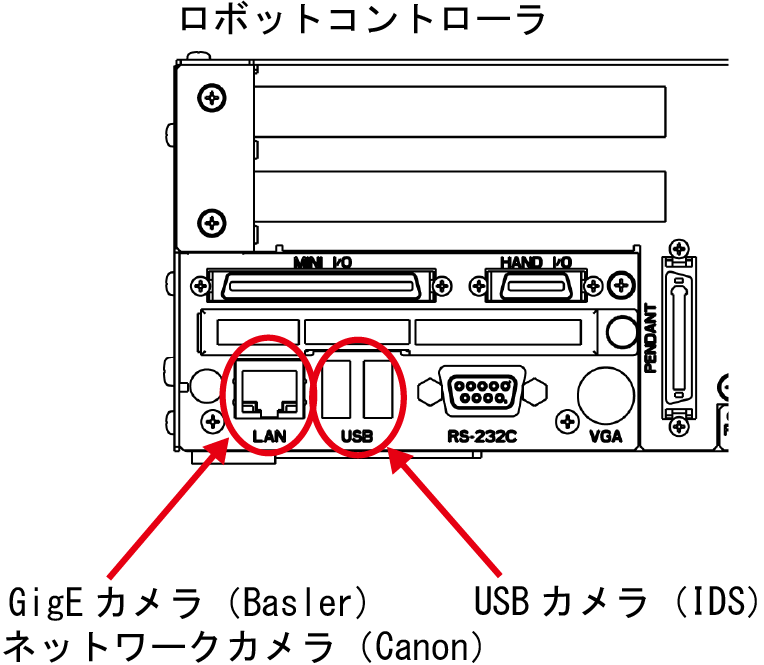 ロボットコントローラ
MINI I/O
HAND I/O
PENDANT
LAN
USB
RS-232C
VGA
GigE カメラ (Basler)
USB カメラ (IDS)
ネットワークカメラ (Canon)